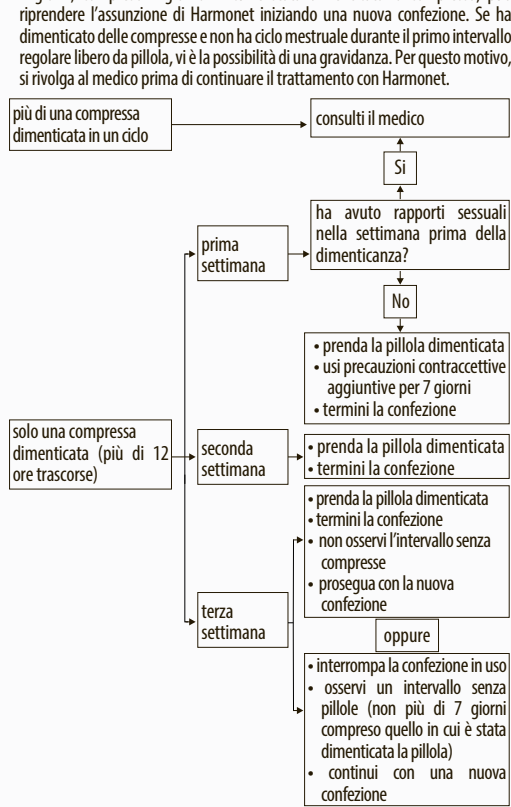 riprendere l'assunzione di Harmonet iniziando una nuova confezione. Se ha
dimenticato delle compresse e non ha ciclo mestruale durante il primo intervallo
regolare libero da pillola, vi è la possibilità di una gravidanza. Per questo motivo,
si rivolga al medico prima di continuare il trattamento con Harmonet.
più di una compressa
dimenticata in un ciclo
consulti il medico
Si
ha avuto rapporti sessuali
nella settimana prima della
dimenticanza?
prima
settimana
No
• prenda la pillola dimenticata
• usi precauzioni contraccettive
aggiuntive per 7 giorni
• termini la confezione
solo una compressa
dimenticata (più di 12
ore trascorse)
seconda
settimana
• prenda la pillola dimenticata
• termini la confezione
• prenda la pillola dimenticata
• termini la confezione
• non osservi l'intervallo senza
compresse
• prosegua con la nuova
confezione
terza
settimana
oppure
• interrompa la confezione in uso
• osservi un intervallo senza
pillole (non più di 7 giorni
compreso quello in cui è stata
dimenticata la pillola)
• continui con una nuova
confezione